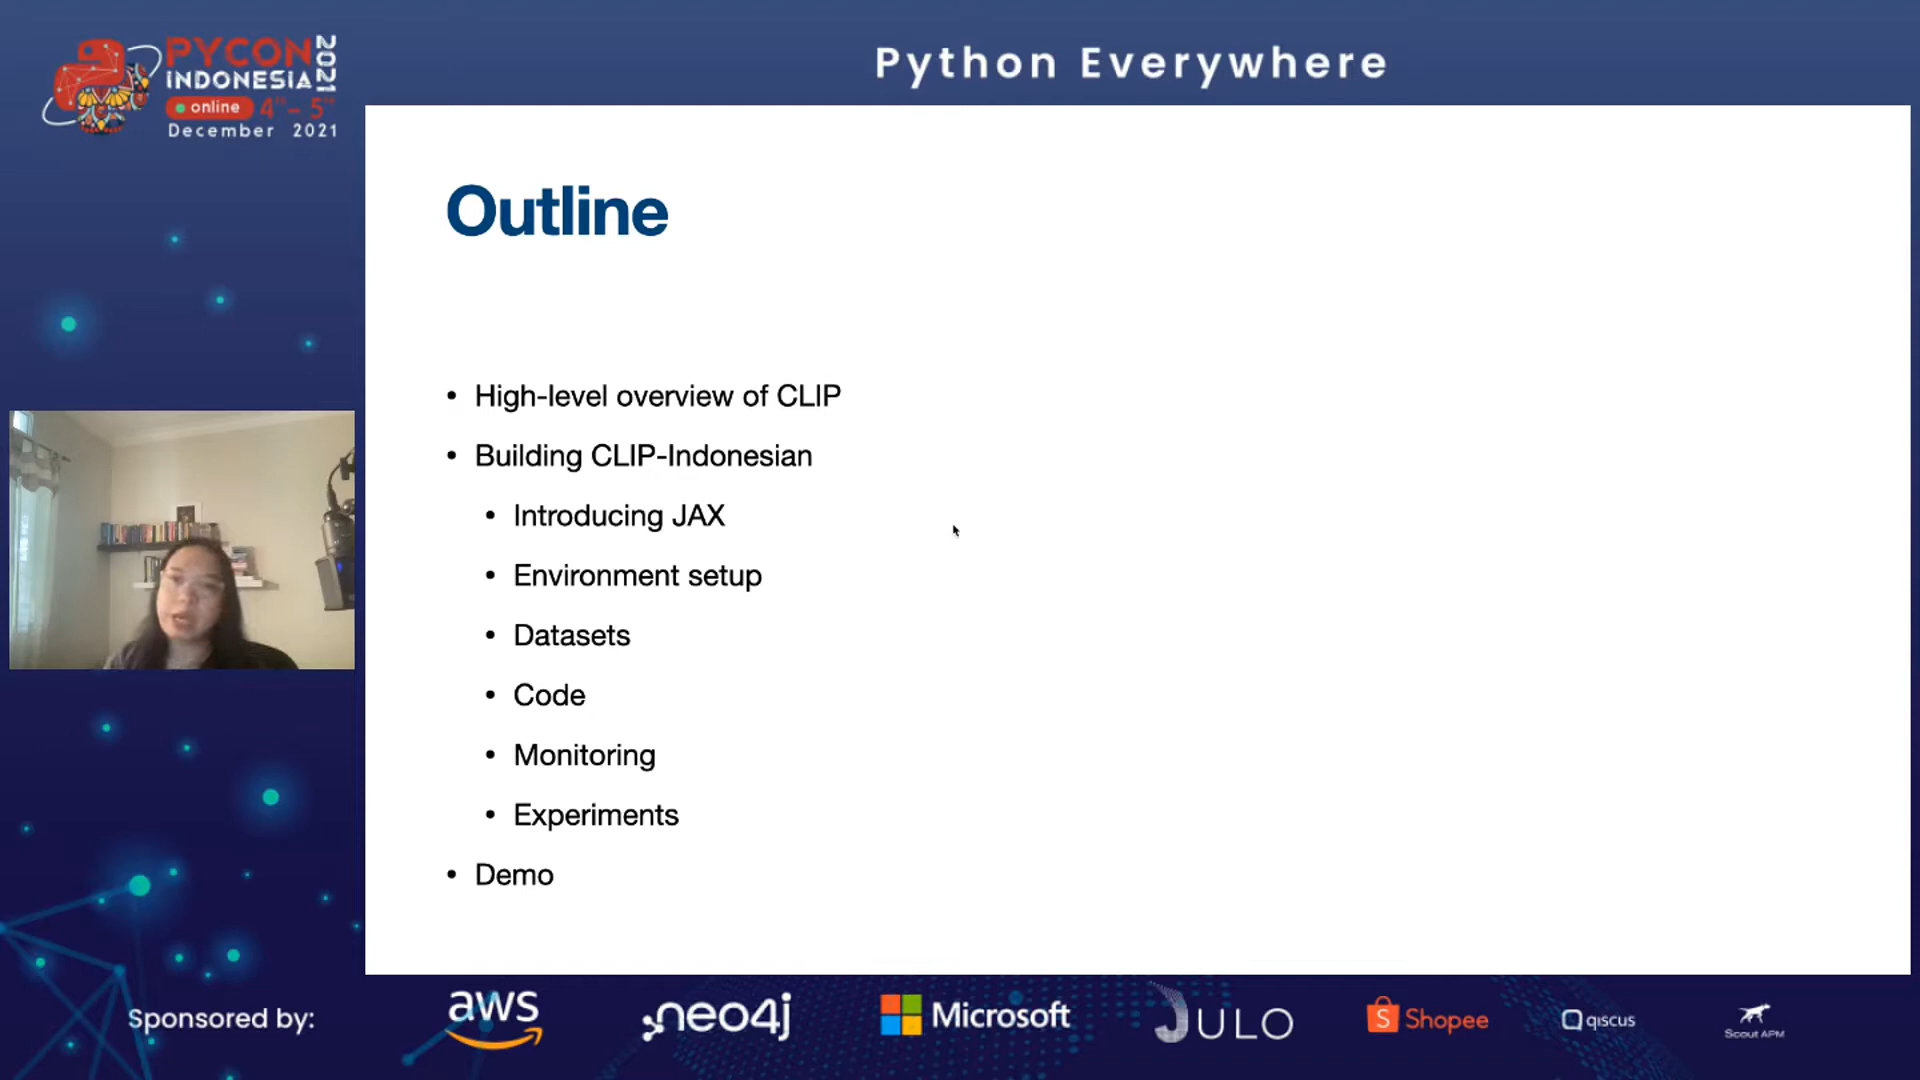 PYCON 2021
INDONESIA
online 4th - 5th
December 2021
Python Everywhere
Outline
• High-level overview of CLIP
• Building CLIP-Indonesian
• Introducing JAX
• Environment setup
• Datasets
• Code
• Monitoring
• Experiments
• Demo
Sponsored by:
aws
neo4j
Microsoft
JULO
Shopee
qiscus
Scout APM